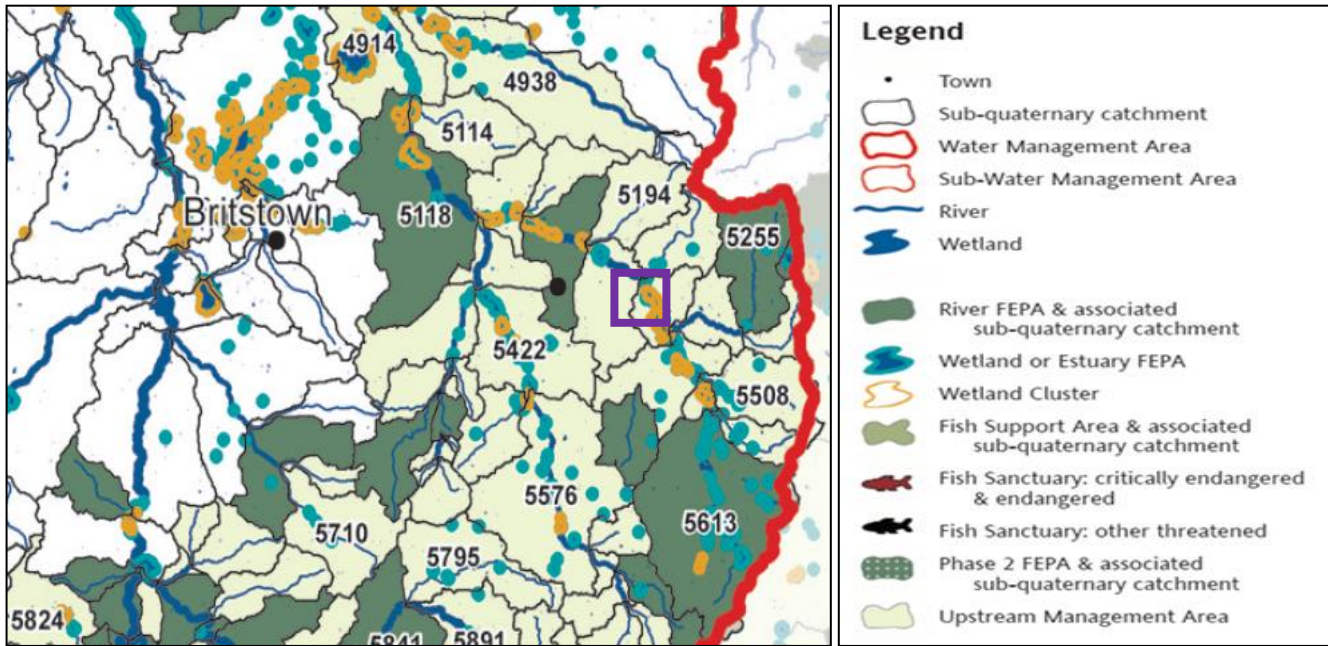 4914
4938
5114
5194
Britstown
5118
5255
5422
5508
5576
5613
5710
5795
5824
5841
5891
Legend
Town
Sub-quaternary catchment
Water Management Area
Sub-Water Management Area
River
Wetland
River FEPA & associated
sub-quaternary catchment
Wetland or Estuary FEPA
Wetland Cluster
Fish Support Area & associated
sub-quaternary catchment
Fish Sanctuary: critically endangered
& endangered
Fish Sanctuary: other threatened
Phase 2 FEPA & associated
sub-quaternary catchment
Upstream Management Area